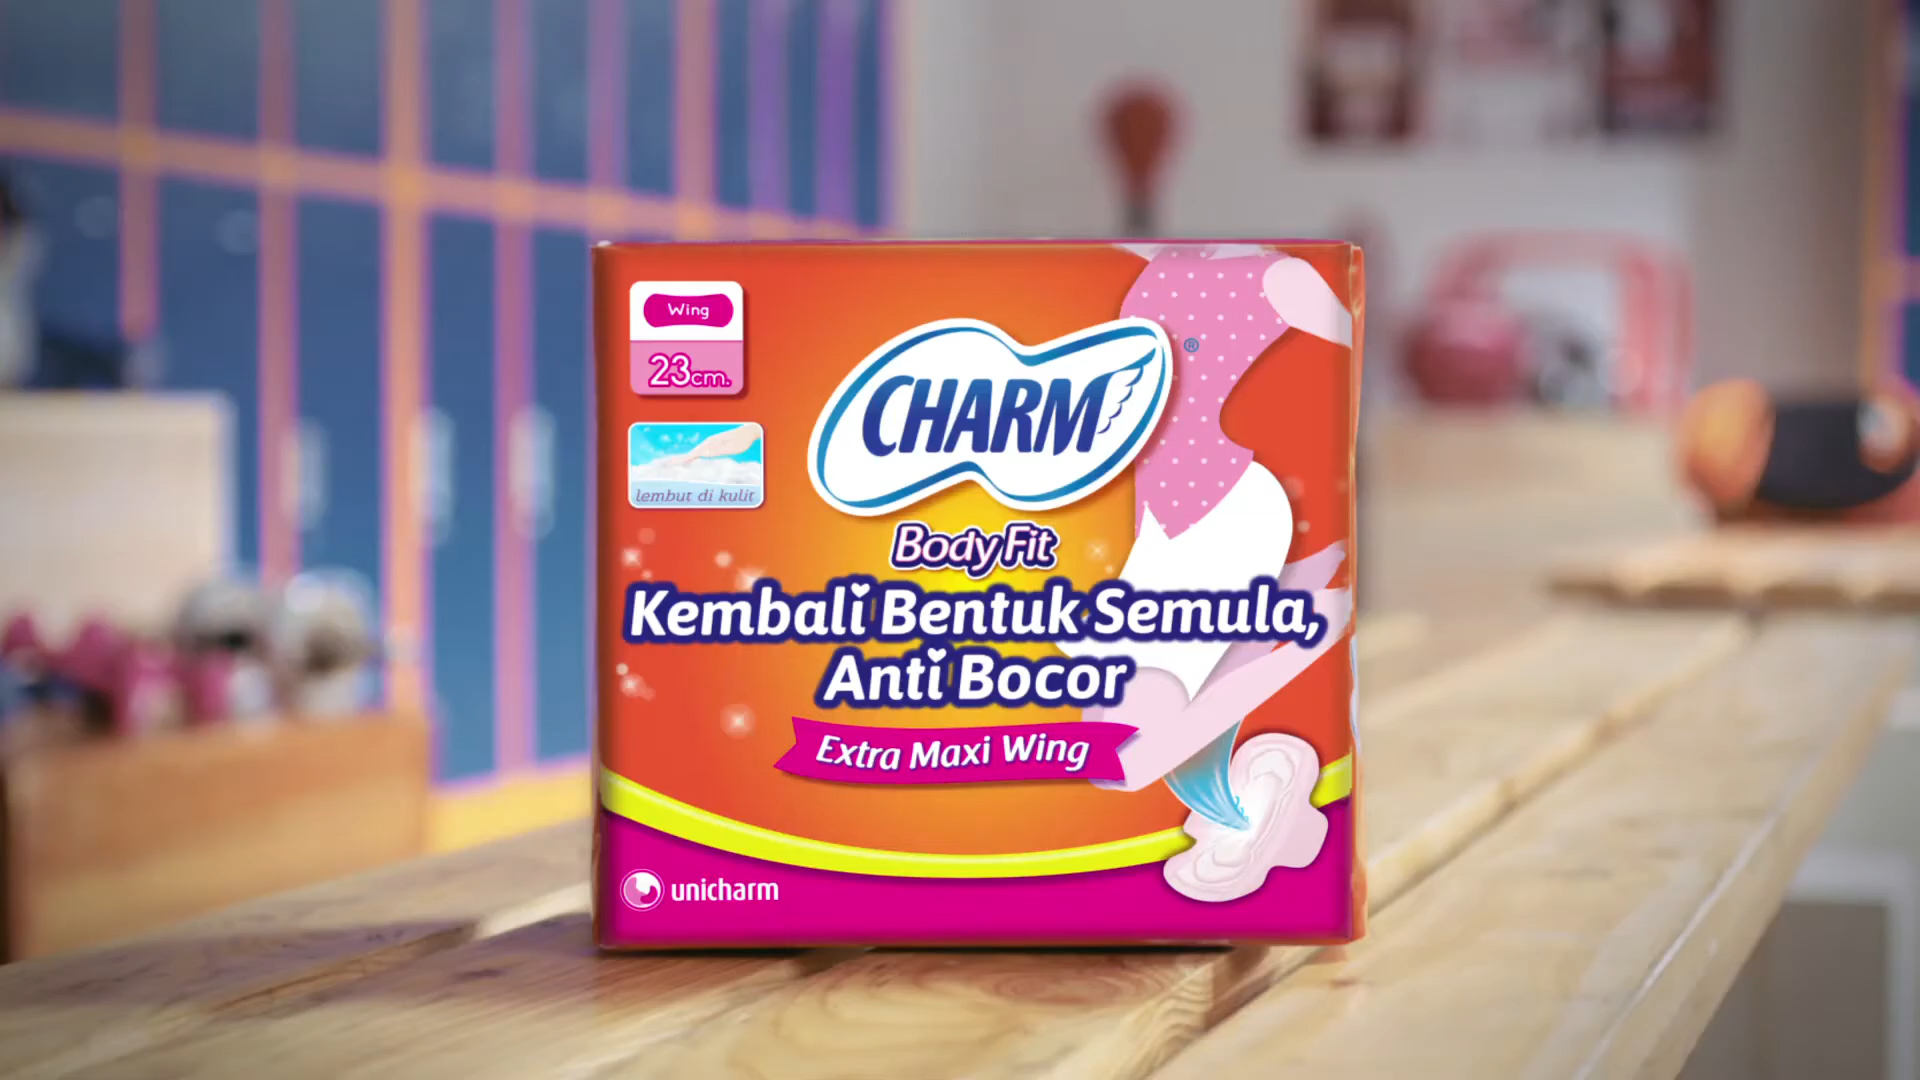 Wing
23cm.
lembut di kulit
CHARM®
Body Fit
Kembali Bentuk Semula,
Anti Bocor
Extra Maxi Wing
unicharm